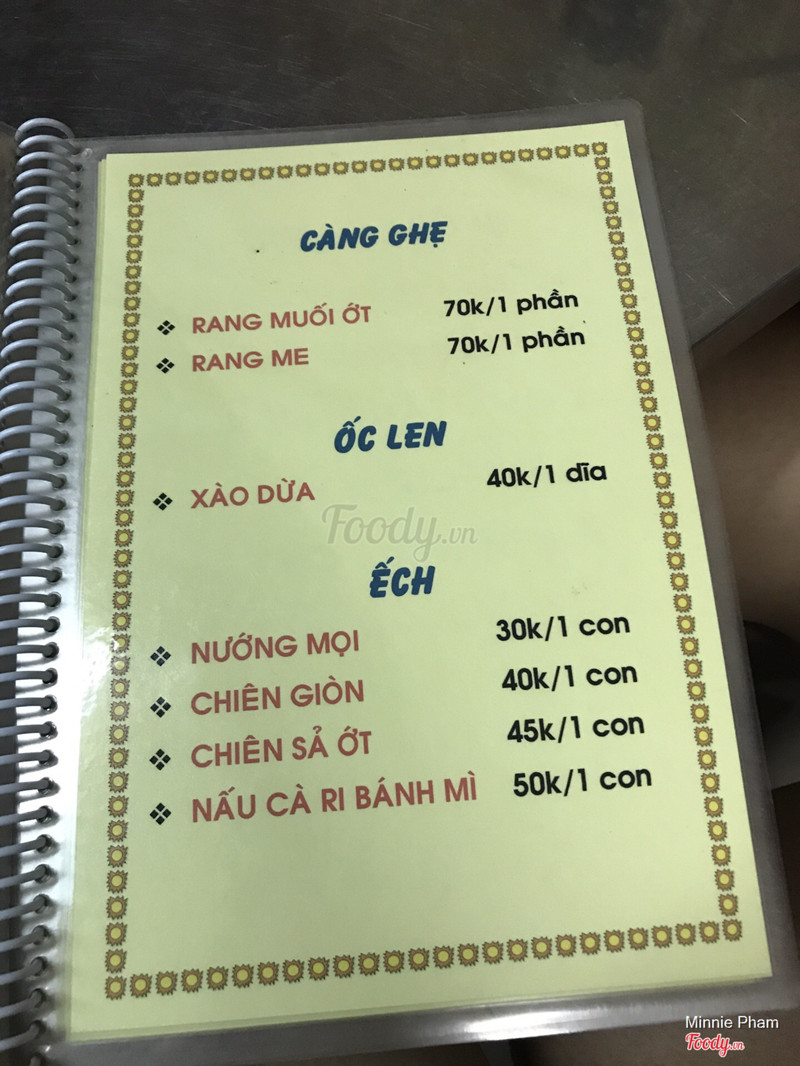 CÀNG GHẸ
RANG MUỐI ỚT 70k/1 phần
RANG ME 70k/1 phần
ỐC LEN
XÀO DỪA 40k/1 dĩa
Foody.vn
ẾCH
NƯỚNG MỌI 30k/1 con
CHIÊN GIÒN 40k/1 con
CHIÊN SẢ ỚT 45k/1 con
NẤU CÀ RI BÁNH MÌ 50k/1 con
Minnie Pham
Foody.vn